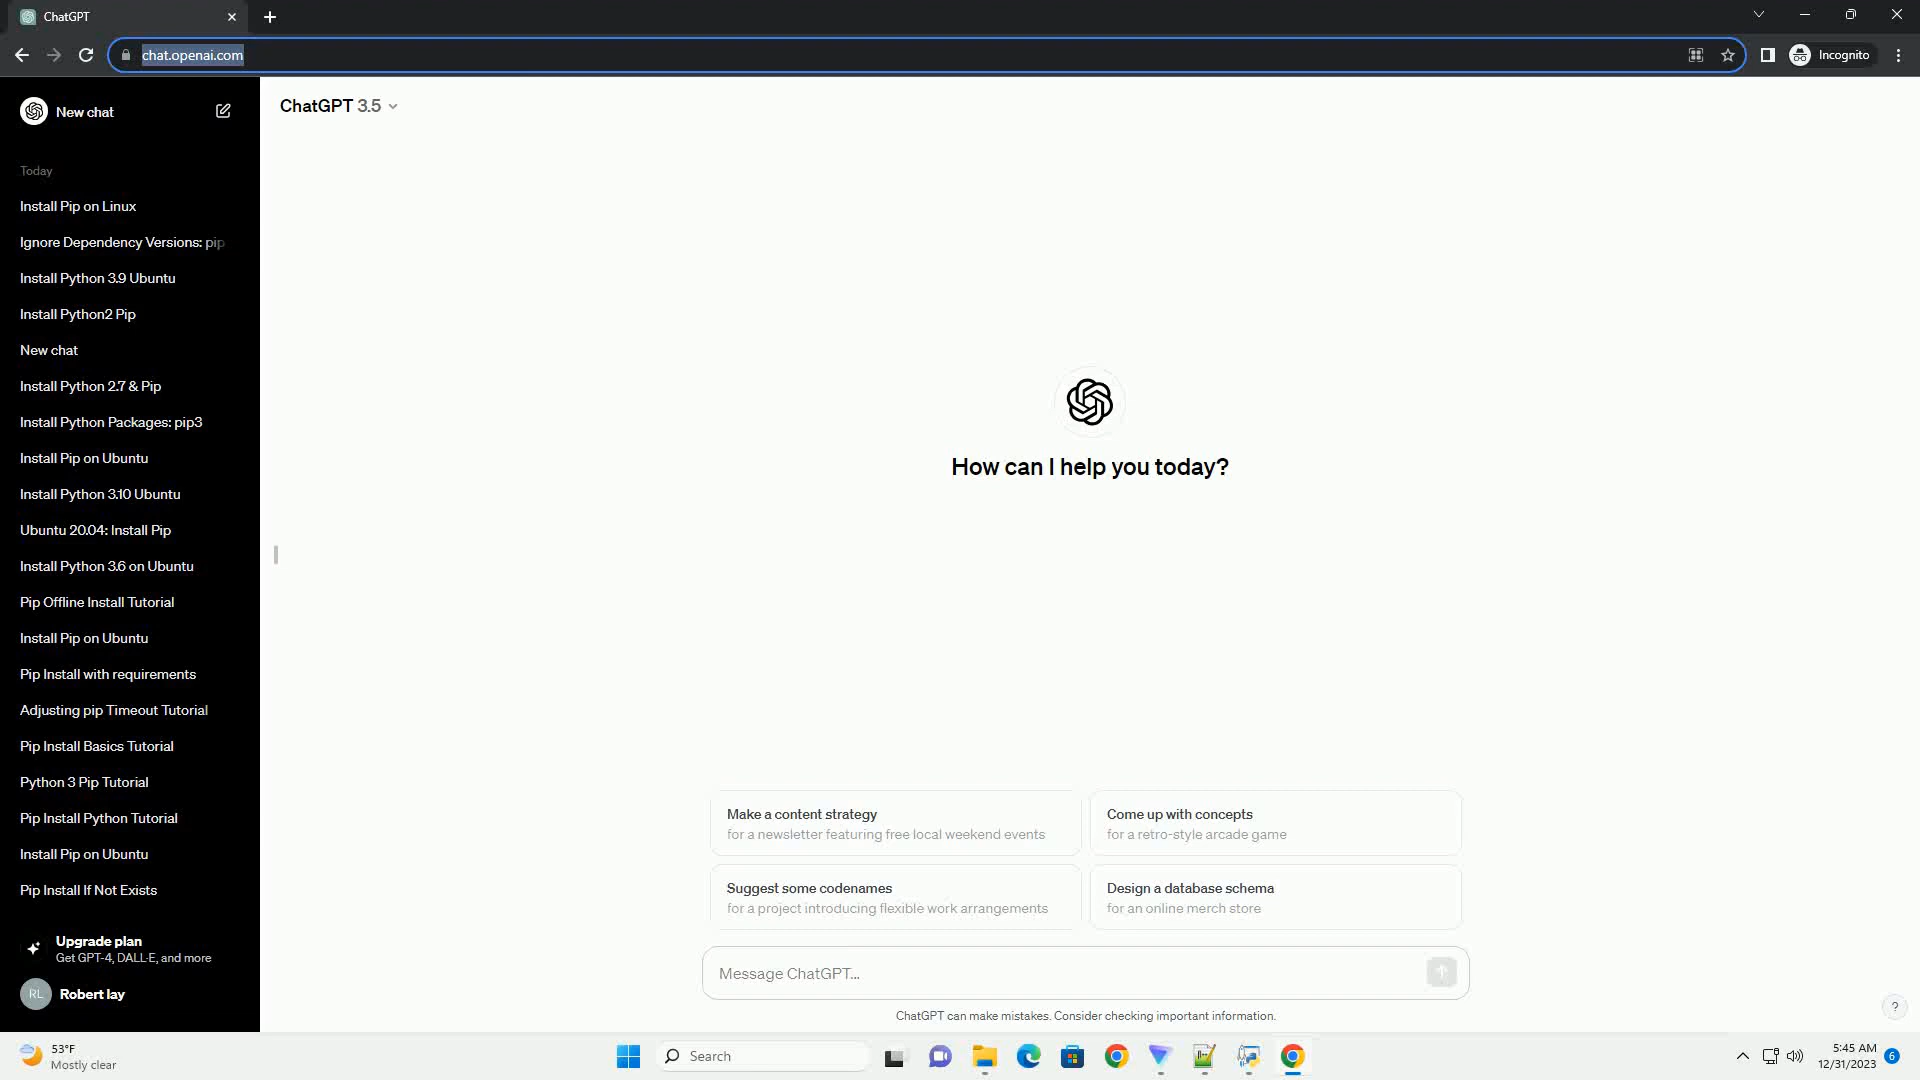 ChatGPT
chat.openai.com
Incognito
New chat
Today
Install Pip on Linux
Ignore Dependency Versions: pip
Install Python 3.9 Ubuntu
Install Python2 Pip
New chat
Install Python 2.7 & Pip
Install Python Packages: pip3
Install Pip on Ubuntu
Install Python 3.10 Ubuntu
Ubuntu 20.04: Install Pip
Install Python 3.6 on Ubuntu
Pip Offline Install Tutorial
Install Pip on Ubuntu
Pip Install with requirements
Adjusting pip Timeout Tutorial
Pip Install Basics Tutorial
Python 3 Pip Tutorial
Pip Install Python Tutorial
Install Pip on Ubuntu
Pip Install If Not Exists
Upgrade plan
Get GPT-4, DALL·E, and more
RL Robert lay
ChatGPT 3.5
How can I help you today?
Make a content strategy
for a newsletter featuring free local weekend events
Come up with concepts
for a retro-style arcade game
Suggest some codenames
for a project introducing flexible work arrangements
Design a database schema
for an online merch store
Message ChatGPT...
ChatGPT can make mistakes. Consider checking important information.
?
53°F
Mostly clear
Search
5:45 AM
12/31/2023
6